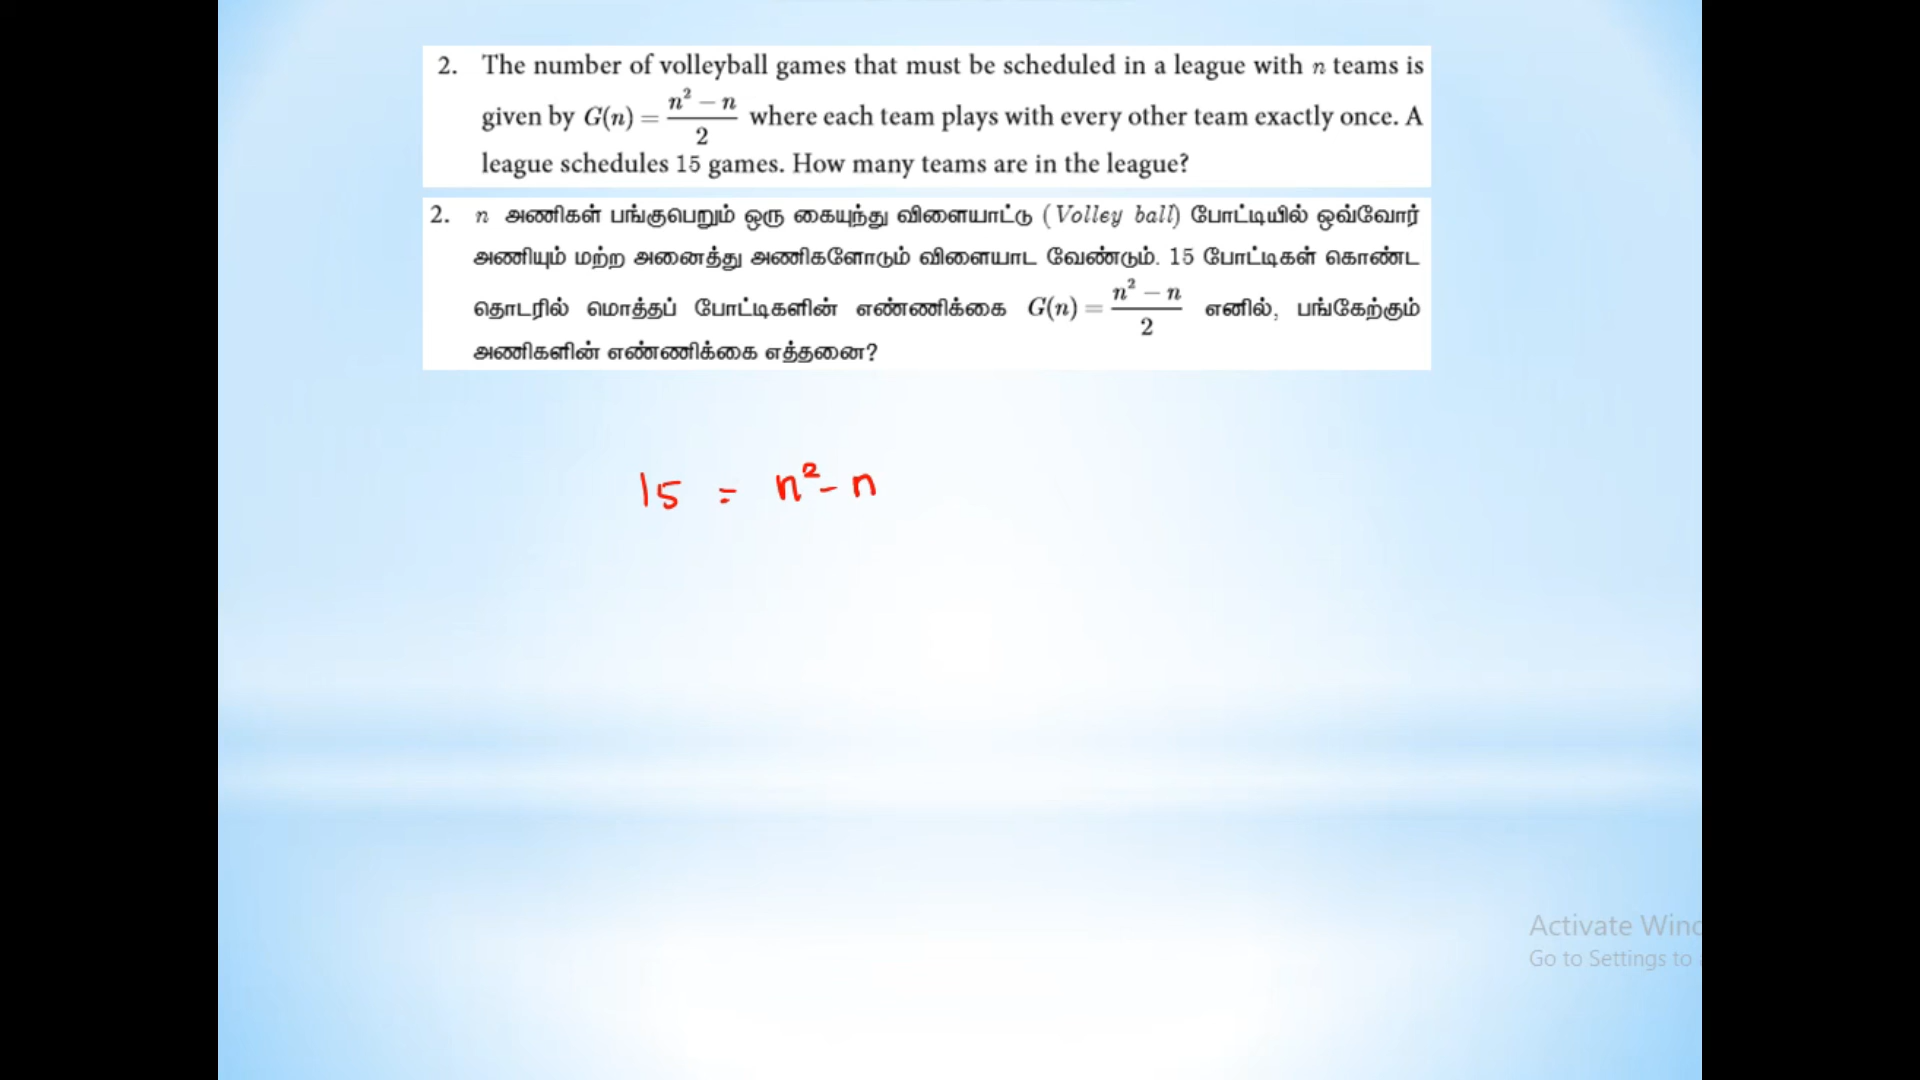 2. The number of volleyball games that must be scheduled in a league with n teams is
given by G(n) = (n² − n)/2 where each team plays with every other team exactly once. A
league schedules 15 games. How many teams are in the league?
2. n அணிகள் பங்குபெறும் ஒரு கையுந்து விளையாட்டு (Volley ball) போட்டியில் ஒவ்வோர்
அணியும் மற்ற அனைத்து அணிகளோடும் விளையாட வேண்டும். 15 போட்டிகள் கொண்ட
தொடரில் மொத்தப் போட்டிகளின் எண்ணிக்கை G(n) = (n² − n)/2 எனில், பங்கேற்கும்
அணிகளின் எண்ணிக்கை எத்தனை?
15 = n² - n
Activate Winc
Go to Settings to